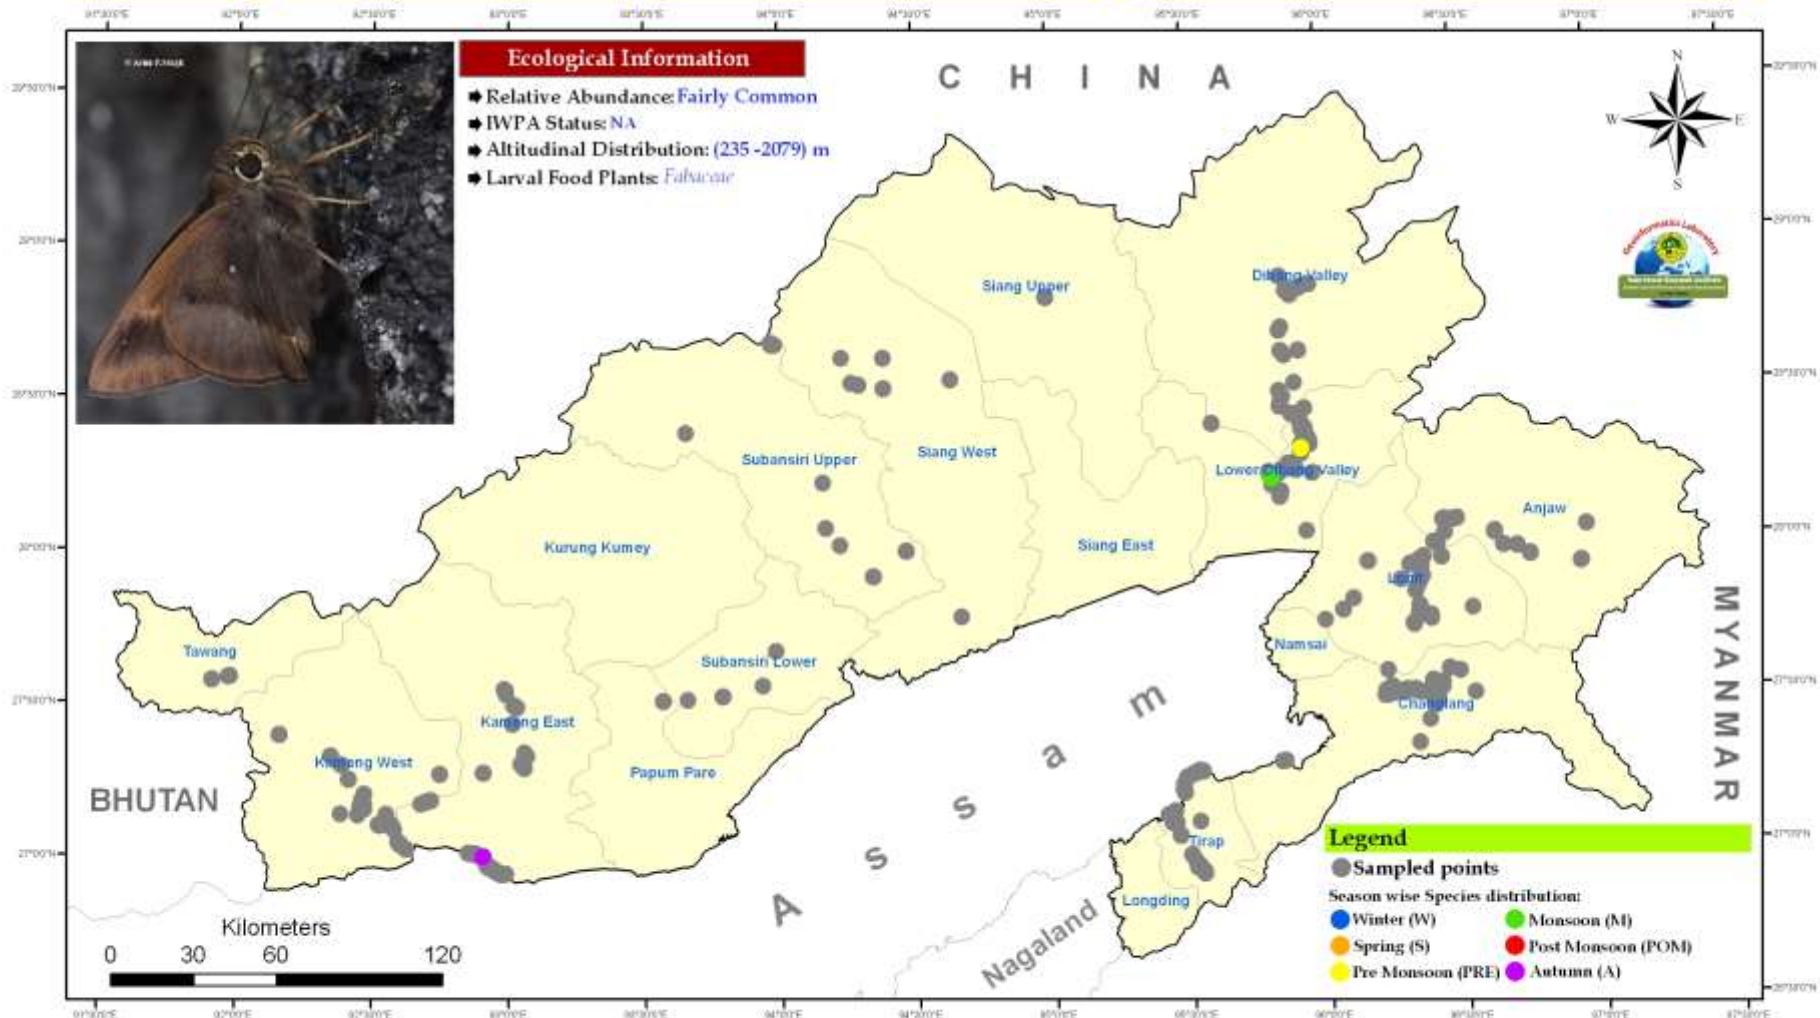 Ecological Information
Relative Abundance: Fairly Common
IWPA Status: NA
Altitudinal Distribution: (235 -2079) m
Larval Food Plants: Fabaceae
C H I N A
N
W E
S
Geoinformatics Laboratory
Dibang Valley
Siang Upper
Subansiri Upper
Siang West
Lower Dibang Valley
Anjaw
Kurung Kumey
Siang East
Lohit
Namsai
Tawang
Subansiri Lower
Changlang
Kameng East
Kameng West
Papum Pare
BHUTAN
MYANMAR
A s s a m
Tirap
Longding
Nagaland
Kilometers
0 30 60 120
Legend
Sampled points
Season wise Species distribution:
Winter (W) Monsoon (M)
Spring (S) Post Monsoon (POM)
Pre Monsoon (PRE) Autumn (A)